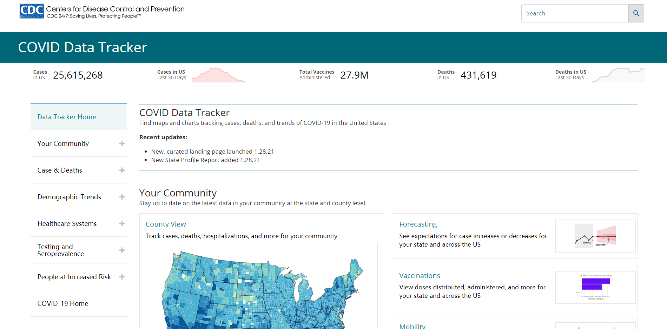 CDC Centers for Disease Control and Prevention
CDC 24/7: Saving Lives, Protecting People™
Search
COVID Data Tracker
Cases in US 25,615,268
Cases in US Last 30 Days
Total Vaccines Administered 27.9M
Deaths in US 431,619
Deaths in US Last 30 Days
Data Tracker Home
Your Community
Case & Deaths
Demographic Trends
Healthcare Systems
Testing and
Seroprevalence
People at Increased Risk
COVID-19 Home
COVID Data Tracker
Find maps and charts tracking cases, deaths, and trends of COVID-19 in the United States
Recent updates:
New, curated landing page launched 1.28.21
New State Profile Report added 1.28.21
Your Community
Stay up to date on the latest data in your community at the state and county level.
County View
Track cases, deaths, hospitalizations, and more for your community
Forecasting
See expectations for case increases or decreases for
your state and across the US
Vaccinations
View doses distributed, administered, and more for
your state and across the US
Mobility